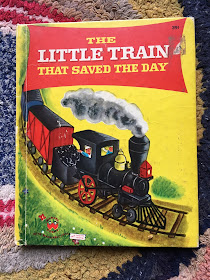 THE
LITTLE TRAIN
THAT SAVED THE DAY